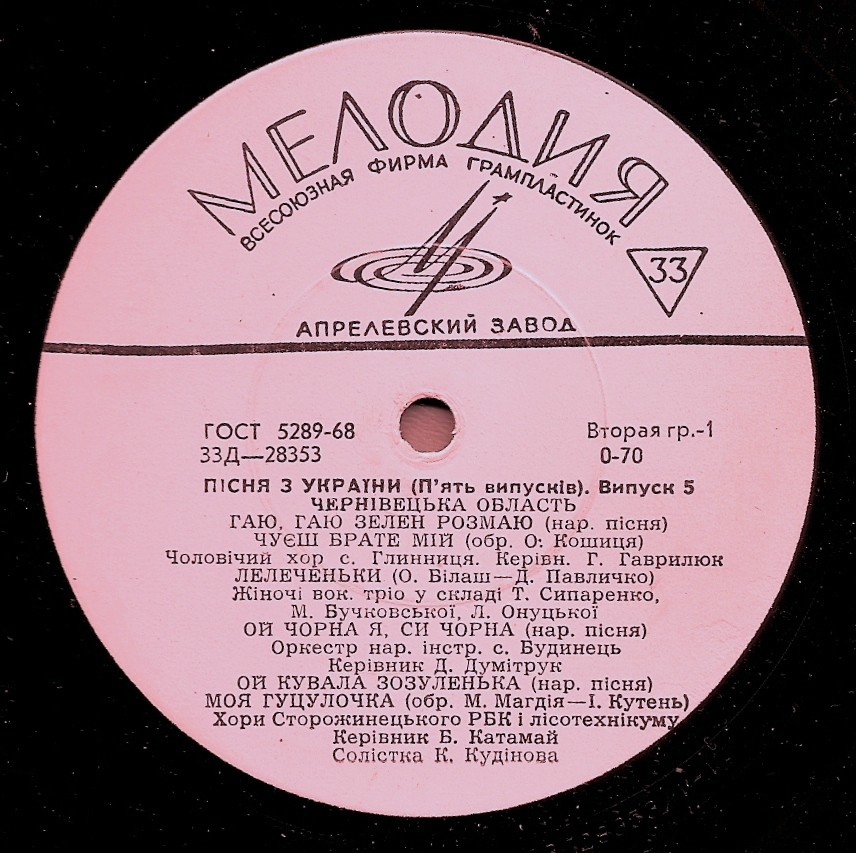 МЕЛОДИЯ
ВСЕСОЮЗНАЯ ФИРМА ГРАМПЛАСТИНОК
33
АПРЕЛЕВСКИЙ ЗАВОД
ГОСТ 5289-68
Вторая гр.-1
33Д—28353
0-70
ПІСНЯ З УКРАЇНИ (П'ять випусків). Випуск 5
ЧЕРНІВЕЦЬКА ОБЛАСТЬ
ГАЮ, ГАЮ ЗЕЛЕН РОЗМАЮ (нар. пісня)
ЧУЄШ БРАТЕ МІЙ (обр. О: Кошиця)
Чоловічий хор с. Глинниця. Керівн. Г. Гаврилюк
ЛЕЛЕЧЕНЬКИ (О. Білаш—Д. Павличко)
Жіночі вок. тріо у складі Т. Сипаренко,
М. Бучковської, Л. Онуцької
ОЙ ЧОРНА Я, СИ ЧОРНА (нар. пісня)
Оркестр нар. інстр. с. Будинець
Керівник Д. Думітрук
ОЙ КУВАЛА ЗОЗУЛЕНЬКА (нар. пісня)
МОЯ ГУЦУЛОЧКА (обр. М. Магдія—І. Кутень)
Хори Сторожинецького РБК і лісотехнікуму
Керівник Б. Катамай
Солістка К. Кудінова